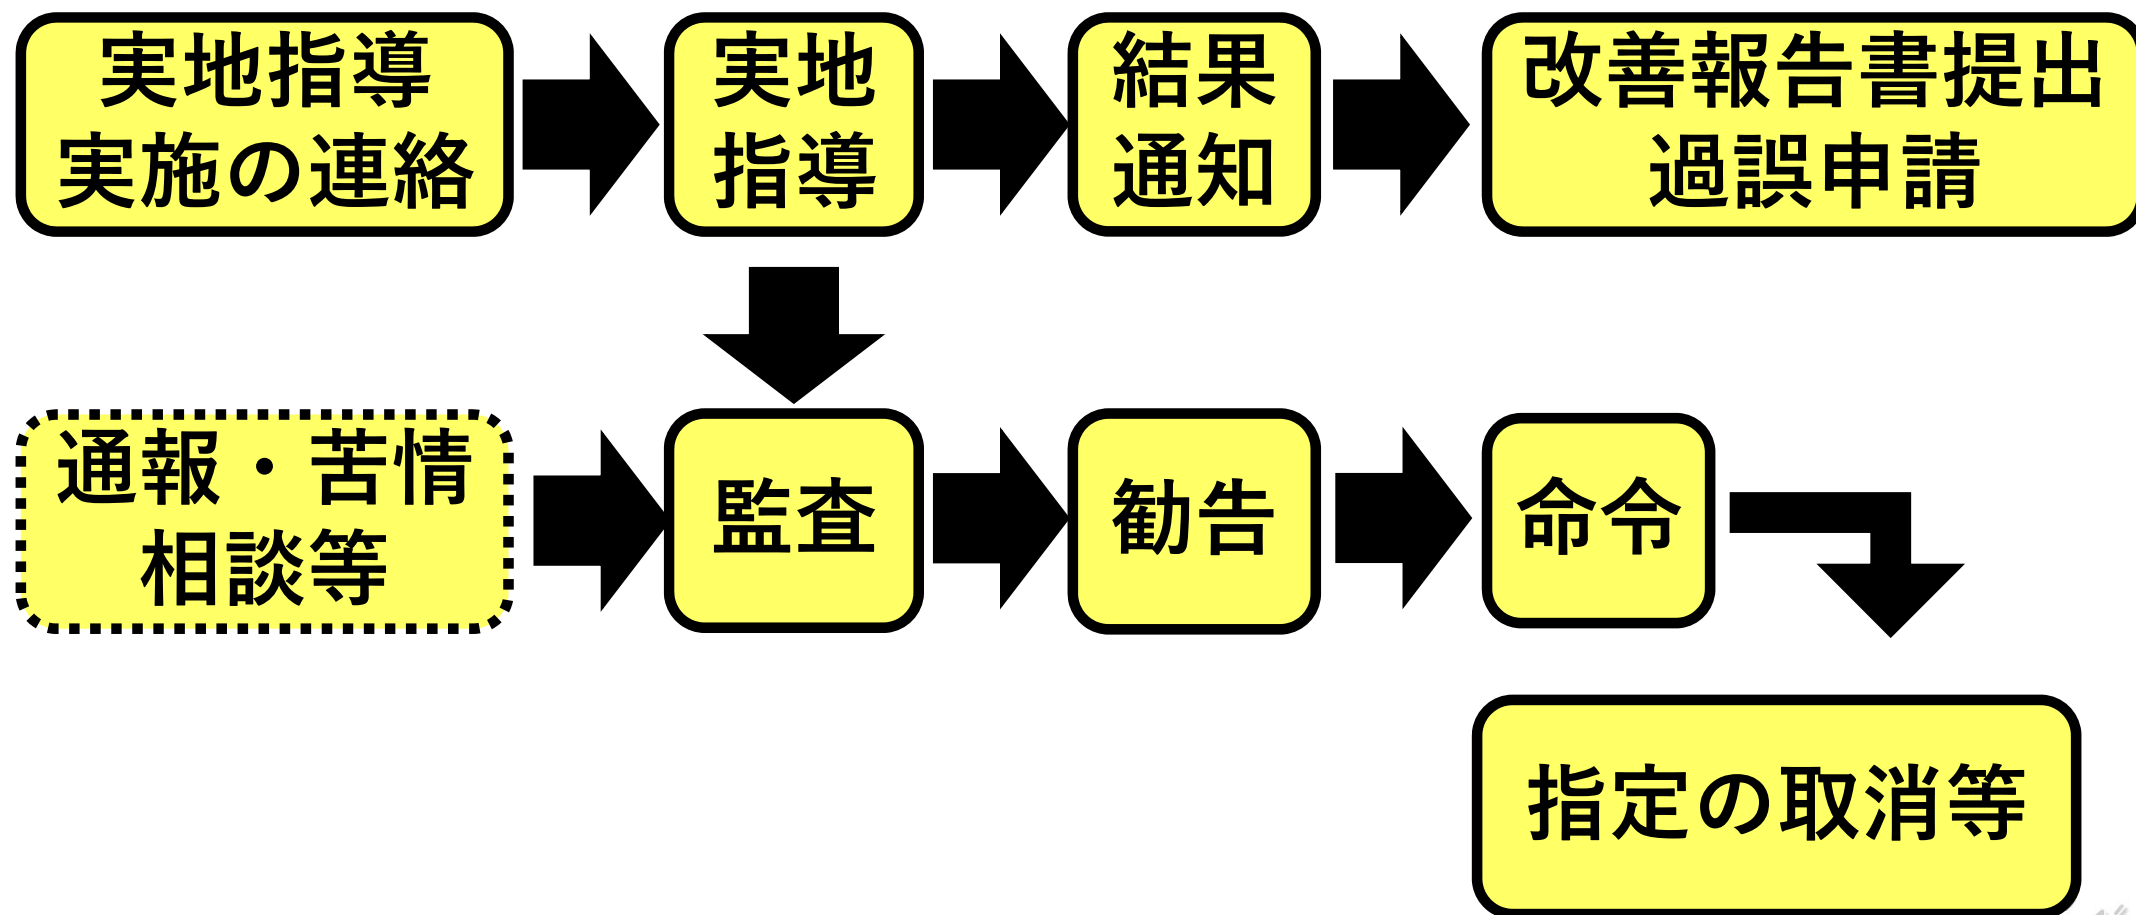 実地指導
実施の連絡
実地
指導
結果
通知
改善報告書提出
過誤申請
通報・苦情
相談等
監査
勧告
命令
指定の取消等